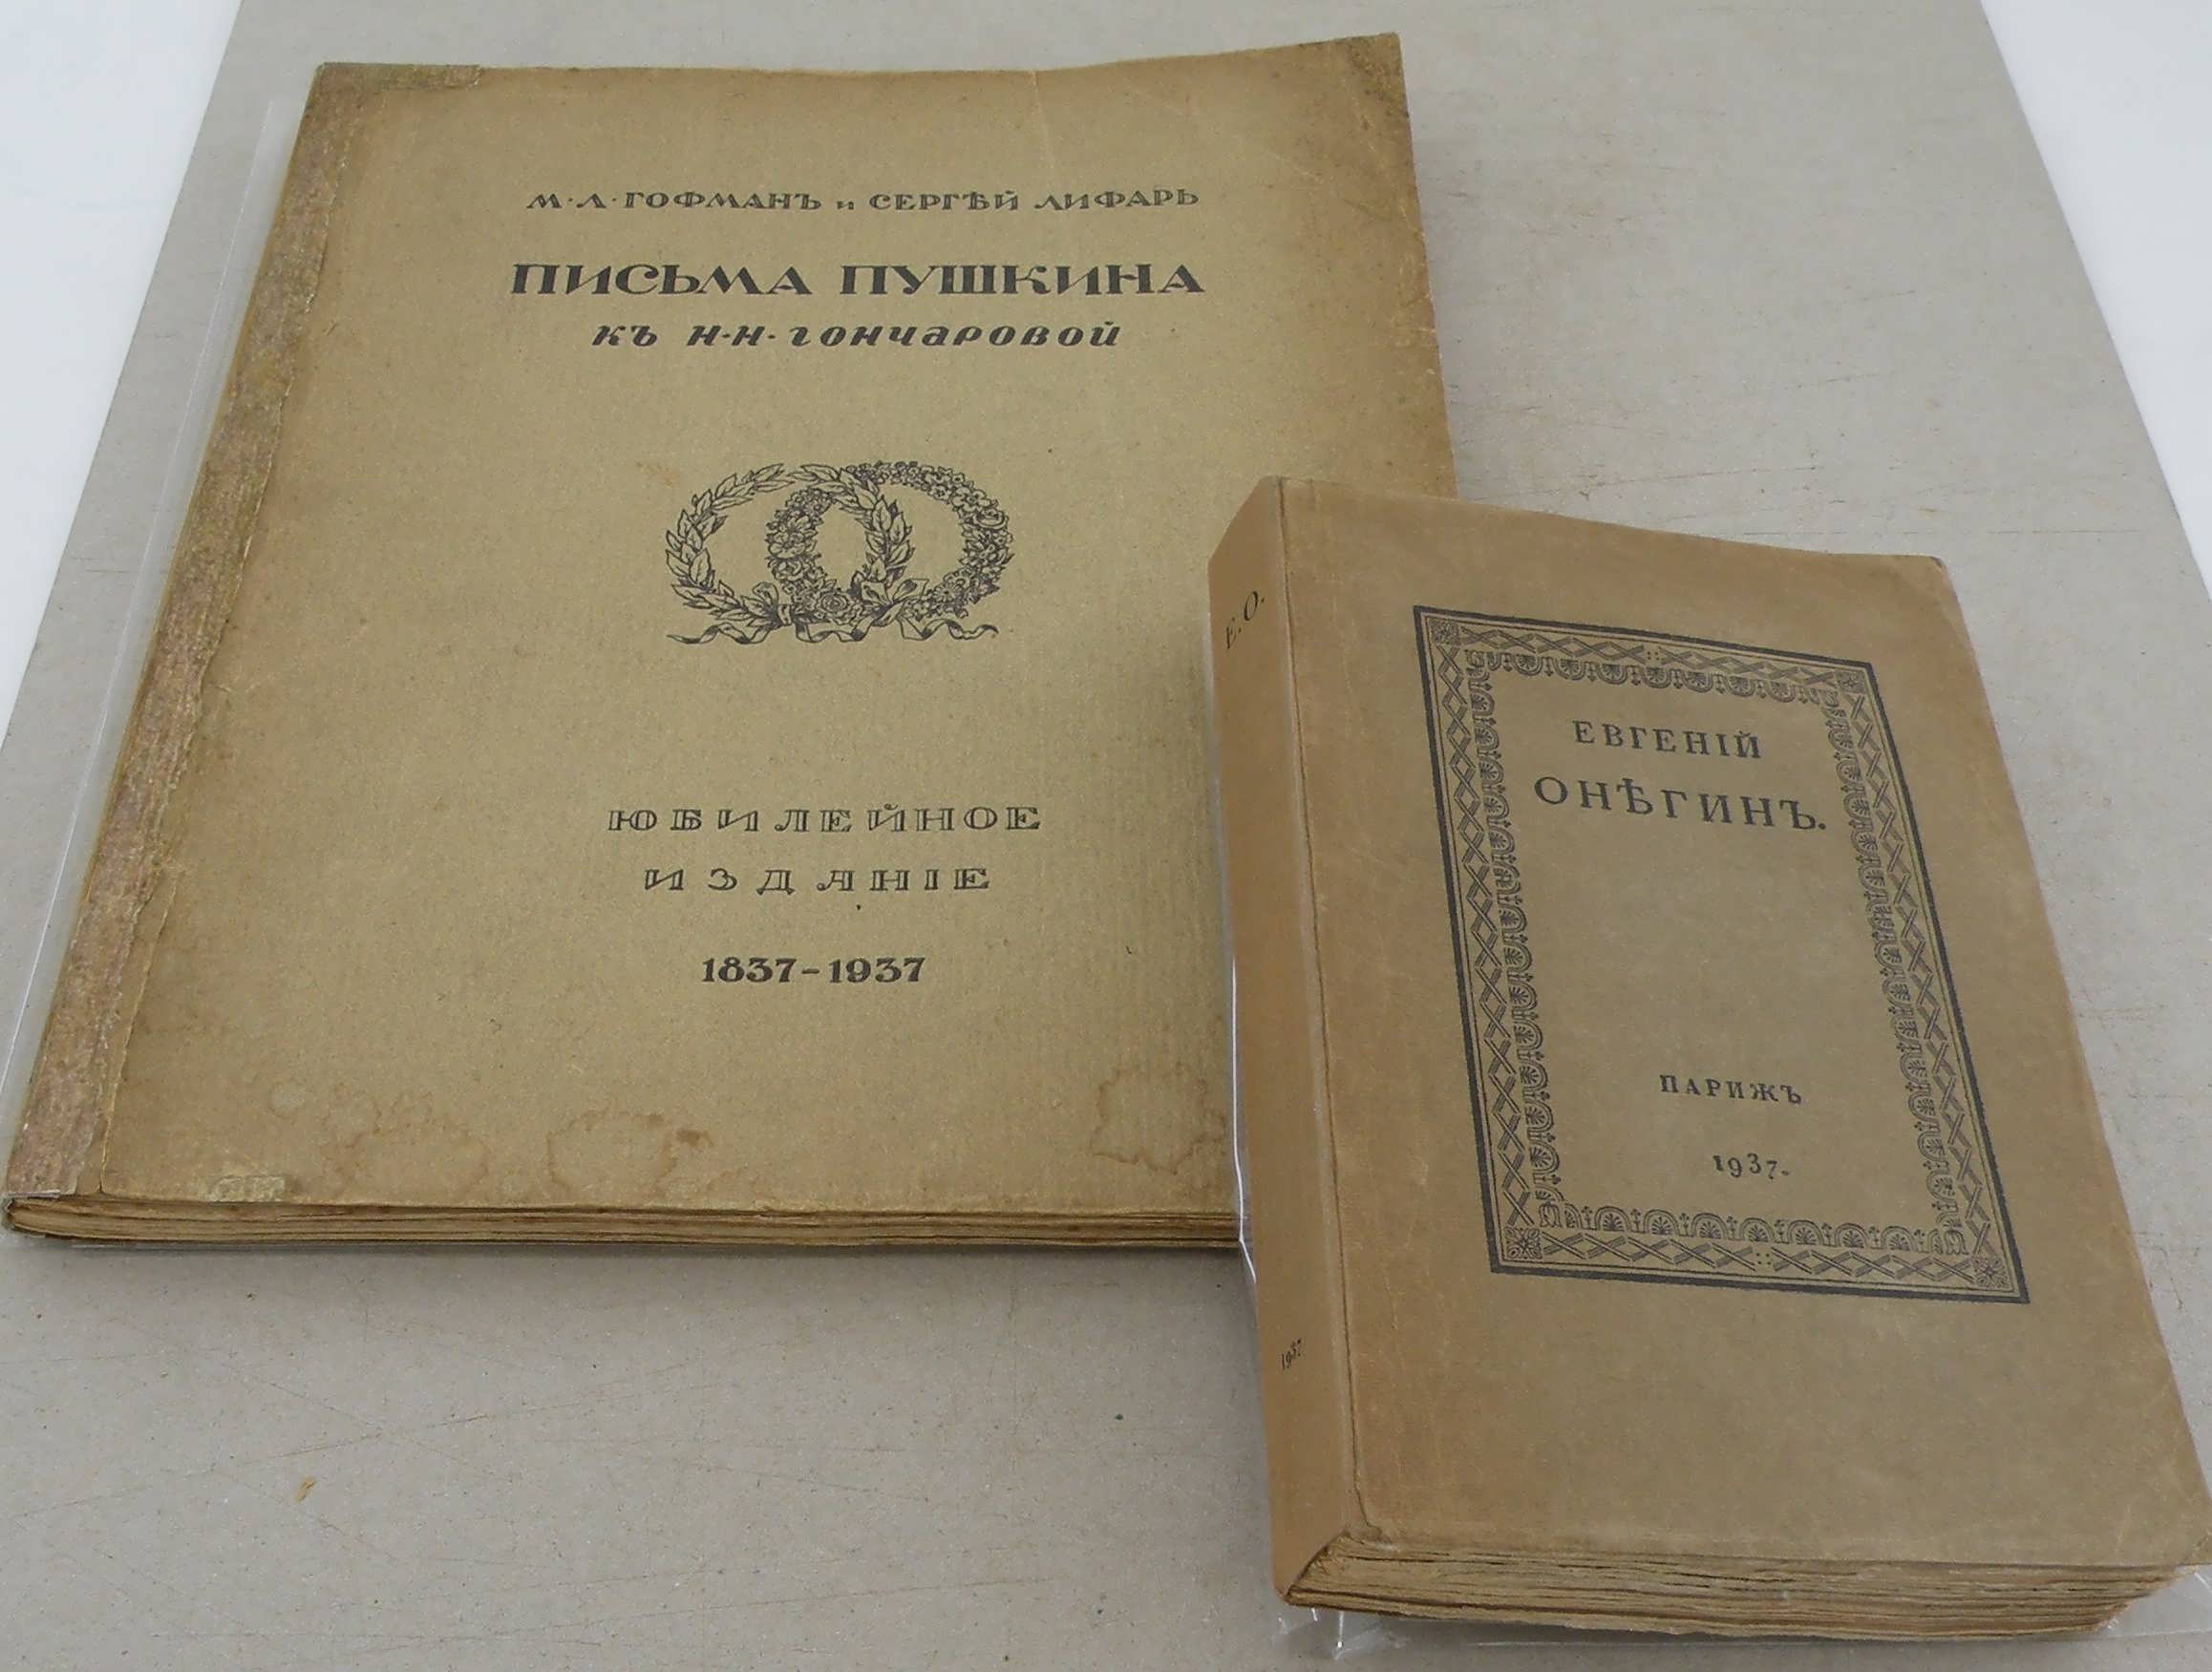 М·Л·ГОФМАНЪ и СЕРГѢЙ ЛИФАРЬ
ПИСЬМА ПУШКИНА
къ н·н·гончаровой
ЮБИЛЕЙНОЕ
ИЗДАНІЕ
1837-1937
Е.О.
1937.
ЕВГЕНІЙ
ОНѢГИНЪ.
ПАРИЖЪ
1937.